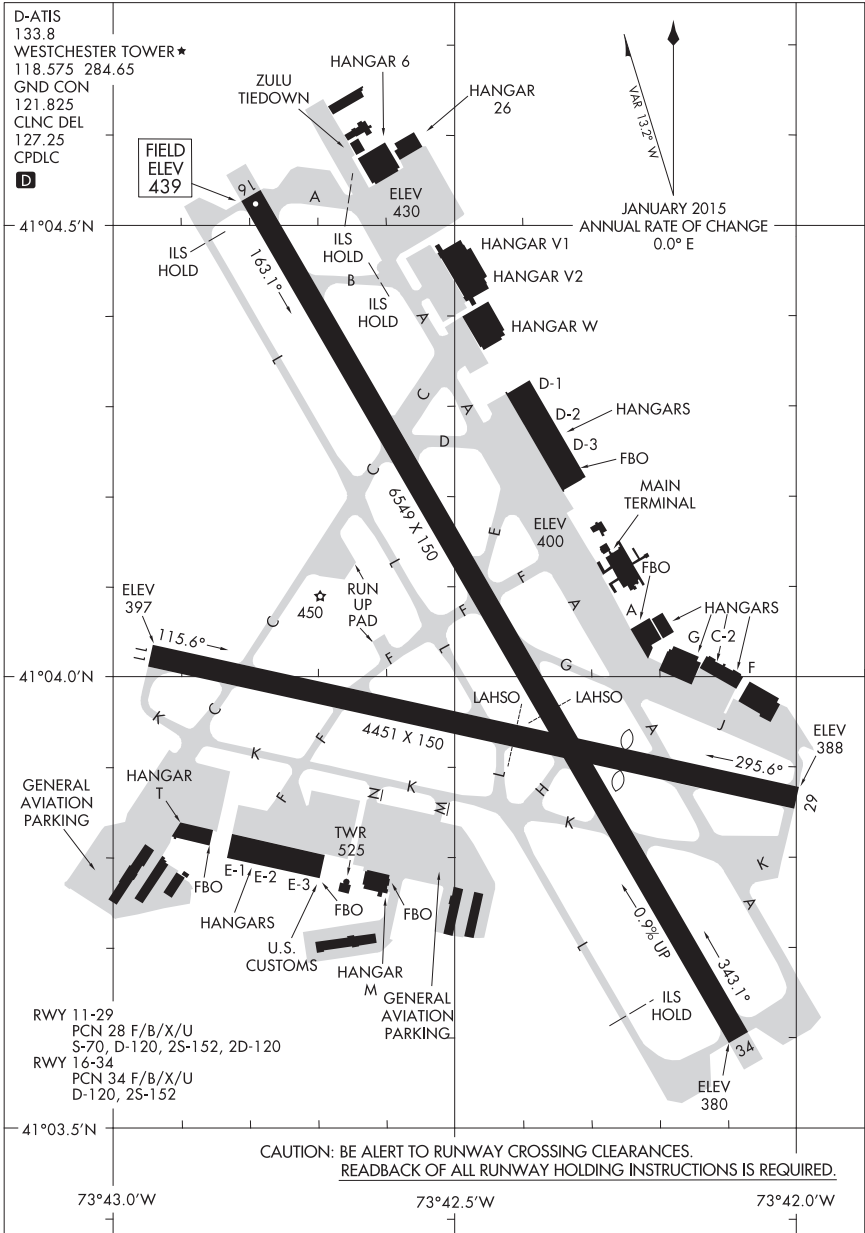 D-ATIS
133.8
WESTCHESTER TOWER★
118.575 284.65
GND CON
121.825
CLNC DEL
127.25
CPDLC
D
FIELD
ELEV
439
ZULU
TIEDOWN
HANGAR 6
HANGAR
26
VAR 13.2° W
JANUARY 2015
ANNUAL RATE OF CHANGE
0.0° E
41°04.5'N
16
A
ELEV
430
ILS
HOLD
ILS
HOLD
ILS
HOLD
B
163.1°
HANGAR V1
HANGAR V2
HANGAR W
A
L
C
A
D
C
D-1
D-2
D-3
HANGARS
FBO
6549 X 150
MAIN
TERMINAL
ELEV
400
E
F
A
L
F
FBO
A
HANGARS
G
C-2
F
ELEV
397
450
RUN
UP
PAD
C
F
L
G
115.6°
11
41°04.0'N
LAHSO
LAHSO
A
J
ELEV
388
K
C
F
4451 X 150
295.6°
29
K
F
N
K
M
L
H
K
K
A
GENERAL
AVIATION
PARKING
HANGAR
T
FBO
E-1
E-2
E-3
HANGARS
TWR
525
FBO
U.S.
CUSTOMS
HANGAR
M
FBO
GENERAL
AVIATION
PARKING
L
0.9% UP
343.1°
ILS
HOLD
34
ELEV
380
RWY 11-29
PCN 28 F/B/X/U
S-70, D-120, 2S-152, 2D-120
RWY 16-34
PCN 34 F/B/X/U
D-120, 2S-152
41°03.5'N
CAUTION: BE ALERT TO RUNWAY CROSSING CLEARANCES.
READBACK OF ALL RUNWAY HOLDING INSTRUCTIONS IS REQUIRED.
73°43.0'W
73°42.5'W
73°42.0'W